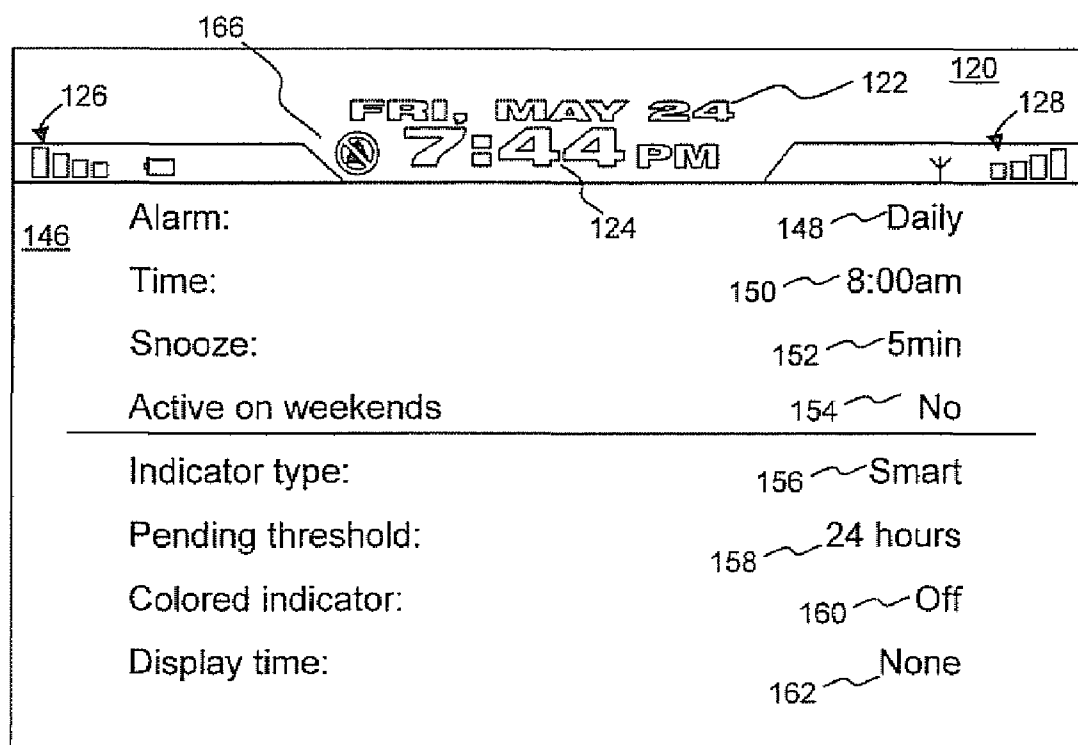 166
120
126
FRI, MAY 24
122
128
7:44 PM
124
146
Alarm:
148
Daily
Time:
150
8:00am
Snooze:
152
5min
Active on weekends
154
No
Indicator type:
156
Smart
Pending threshold:
158
24 hours
Colored indicator:
160
Off
Display time:
162
None